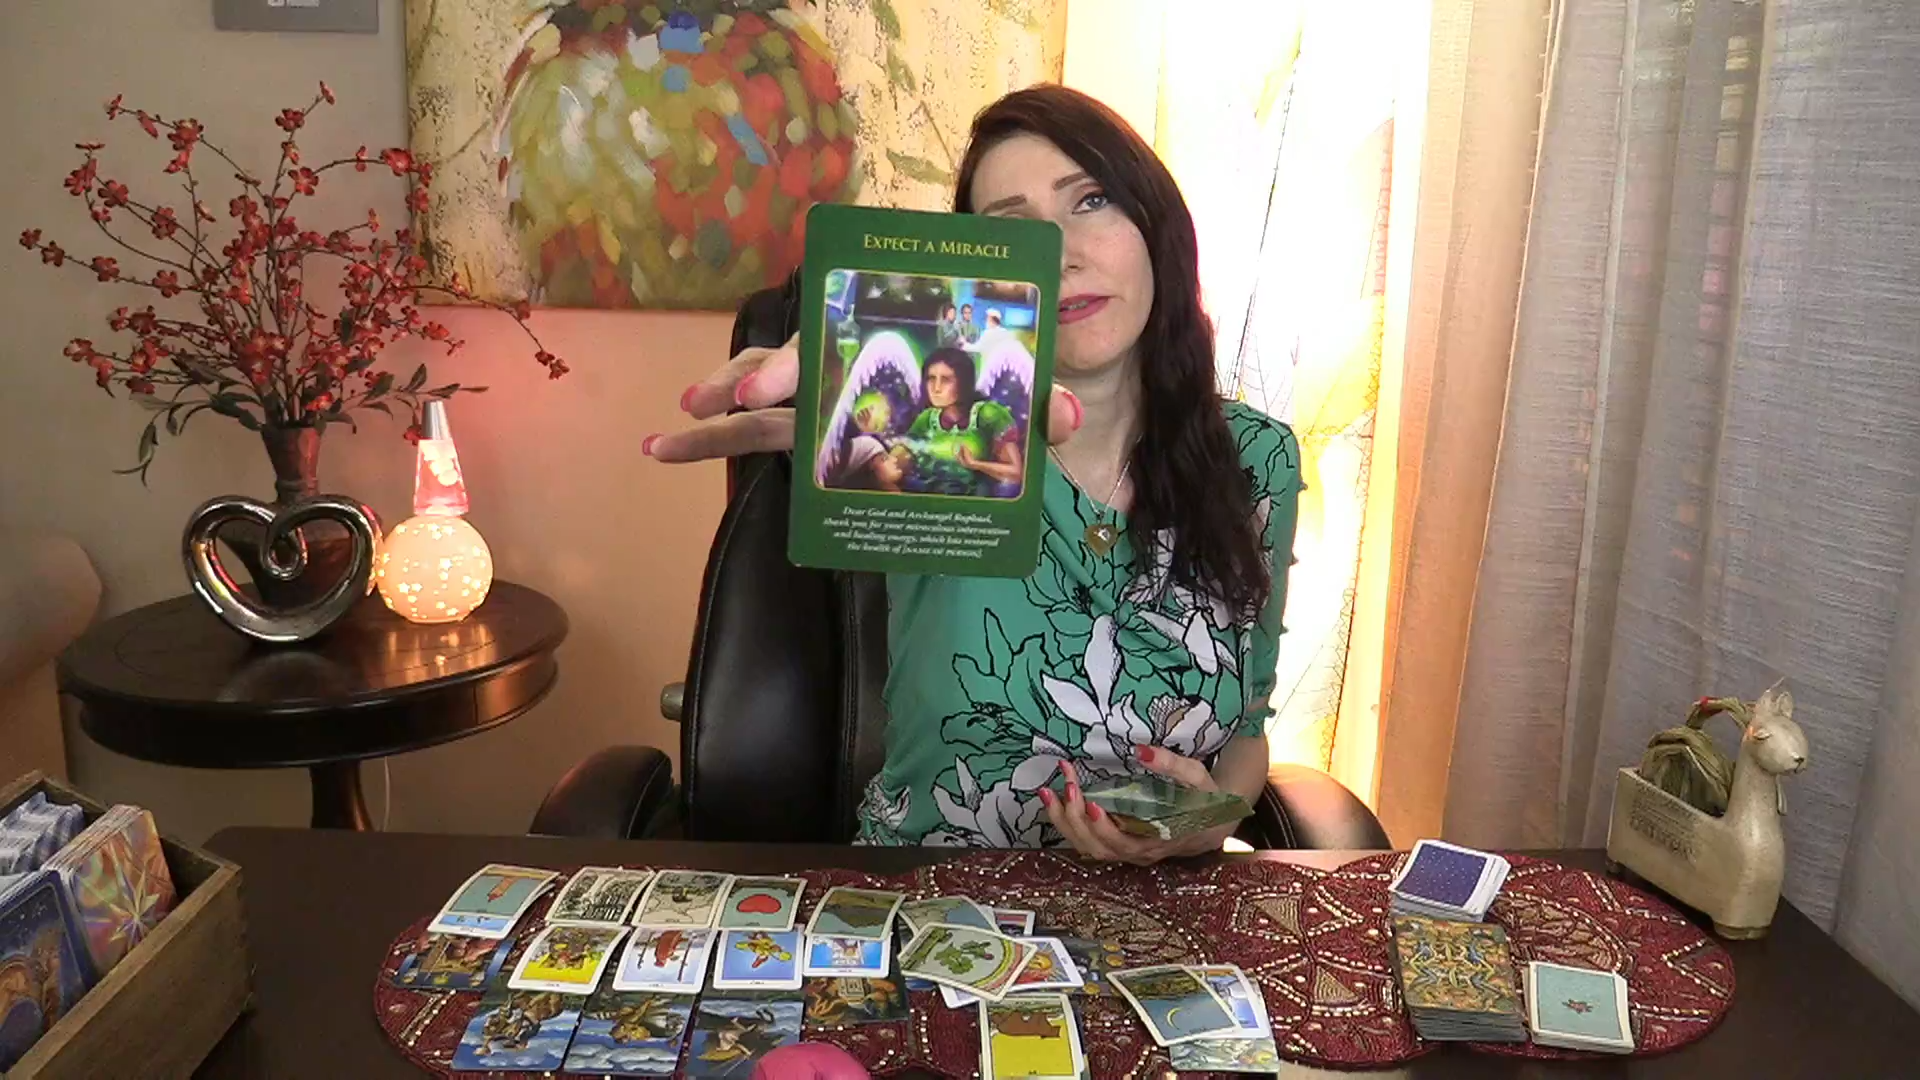 EXPECT A MIRACLE
Dear God and Archangel Raphael,
thank you for your miraculous intervention
and healing energy, which has restored
the health of [NAME OF PERSON]